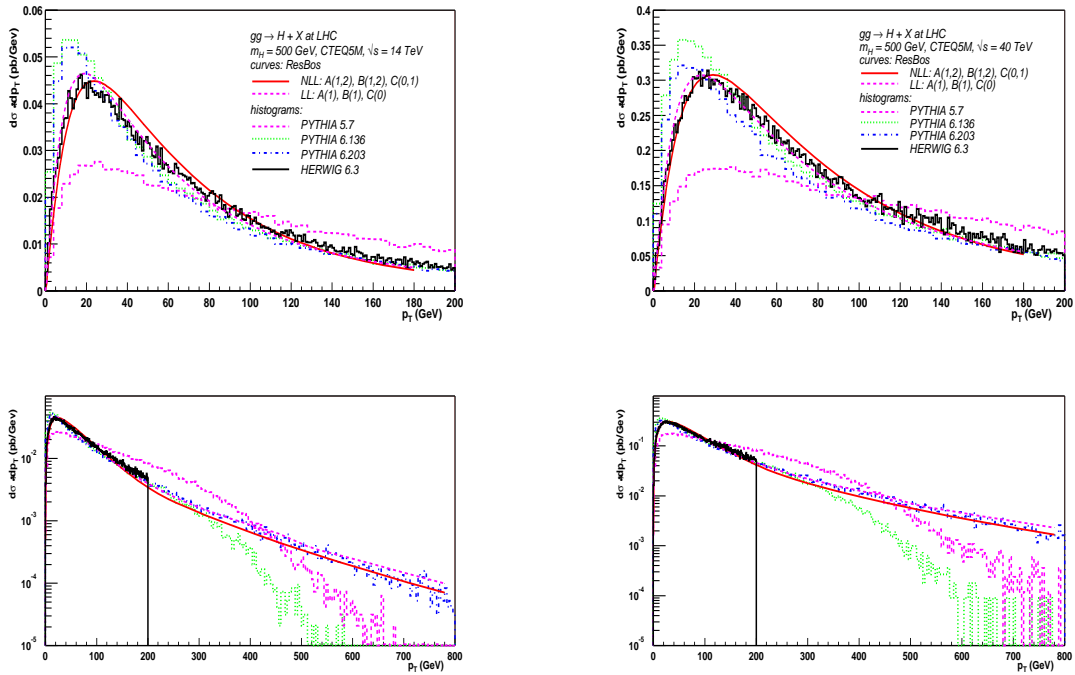 dσ/dp_T (pb/GeV)
0.06
0.05
0.04
0.03
0.02
0.01
0
gg → H + X at LHC
m_H = 500 GeV, CTEQ5M, √s = 14 TeV
curves: ResBos
NLL: A(1,2), B(1,2), C(0,1)
LL: A(1), B(1), C(0)
histograms:
PYTHIA 5.7
PYTHIA 6.136
PYTHIA 6.203
HERWIG 6.3
0 20 40 60 80 100 120 140 160 180 200
p_T (GeV)
dσ/dp_T (pb/GeV)
0.4
0.35
0.3
0.25
0.2
0.15
0.1
0.05
0
gg → H + X at LHC
m_H = 500 GeV, CTEQ5M, √s = 40 TeV
curves: ResBos
NLL: A(1,2), B(1,2), C(0,1)
LL: A(1), B(1), C(0)
histograms:
PYTHIA 5.7
PYTHIA 6.136
PYTHIA 6.203
HERWIG 6.3
0 20 40 60 80 100 120 140 160 180 200
p_T (GeV)
dσ/dp_T (pb/GeV)
10^-2
10^-3
10^-4
10^-5
0 100 200 300 400 500 600 700 800
p_T (GeV)
dσ/dp_T (pb/GeV)
10^-1
10^-2
10^-3
10^-4
10^-5
0 100 200 300 400 500 600 700 800
p_T (GeV)